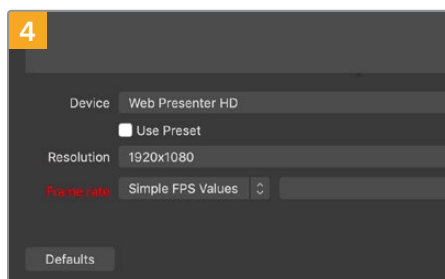 4
Device Web Presenter HD
Use Preset
Resolution 1920x1080
Frame rate Simple FPS Values
Defaults